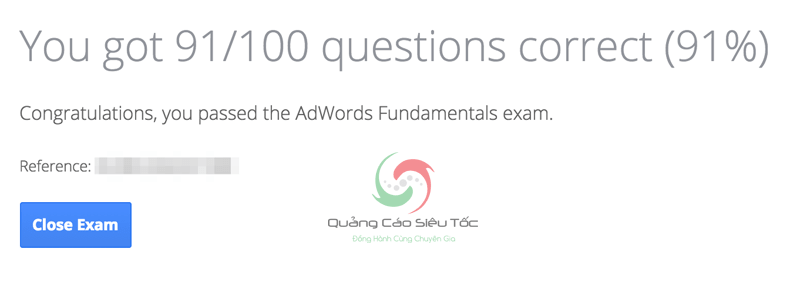 You got 91/100 questions correct (91%)
Congratulations, you passed the AdWords Fundamentals exam.
Reference:
Close Exam
Quảng Cáo Siêu Tốc
Đồng Hành Cùng Chuyên Gia